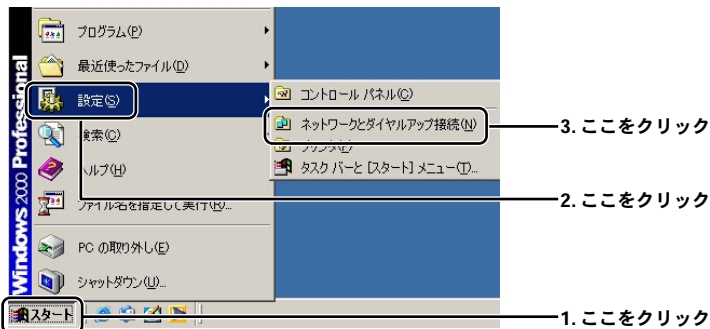 Windows 2000 Professional
プログラム(P)
最近使ったファイル(D)
設定(S)
検索(C)
ヘルプ(H)
ファイル名を指定して実行(R)...
PC の取り外し(E)
シャットダウン(U)...
スタート
コントロール パネル(C)
ネットワークとダイヤルアップ接続(N)
プリンタ(P)
タスク バーと [スタート] メニュー(T)...
3. ここをクリック
2. ここをクリック
1. ここをクリック